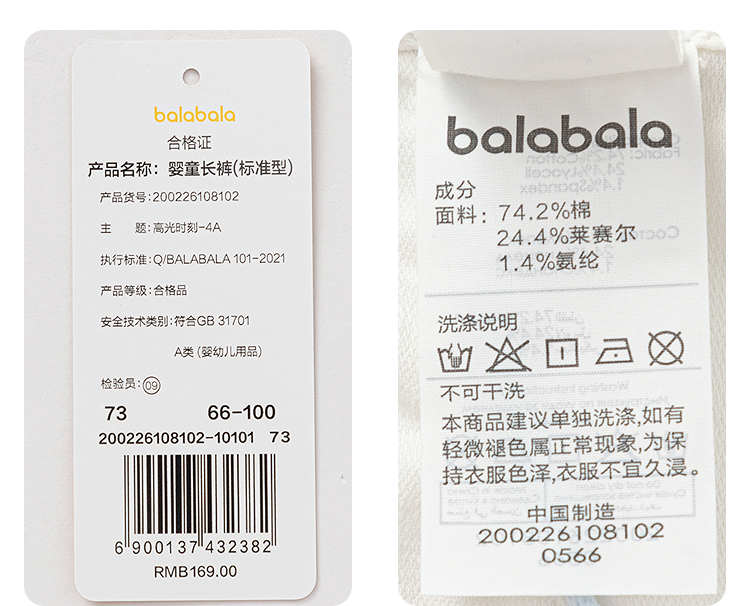 balabala
合格证
产品名称：婴童长裤(标准型)
产品货号:200226108102
主 题:高光时刻-4A
执行标准:Q/BALABALA 101-2021
产品等级:合格品
安全技术类别:符合GB 31701
A类 (婴幼儿用品)
检验员:09
73 66-100
200226108102-10101 73
6 900137 432382
RMB169.00
balabala
成分
面料：74.2%棉
24.4%莱赛尔
1.4%氨纶
洗涤说明
不可干洗
本商品建议单独洗涤,如有
轻微褪色属正常现象,为保
持衣服色泽,衣服不宜久浸。
中国制造
200226108102
0566